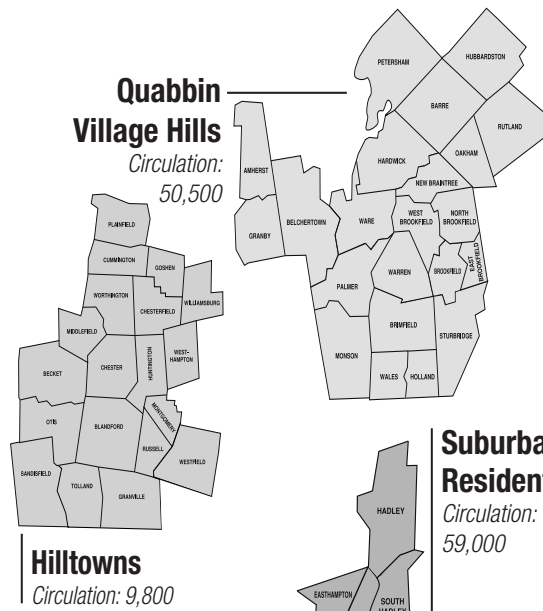 Quabbin
Village Hills
Circulation:
50,500
PETERSHAM
HUBBARDSTON
BARRE
RUTLAND
OAKHAM
HARDWICK
NEW BRAINTREE
AMHERST
BELCHERTOWN
GRANBY
WARE
WEST
BROOKFIELD
NORTH
BROOKFIELD
EAST
BROOKFIELD
BROOKFIELD
WARREN
PALMER
BRIMFIELD
STURBRIDGE
MONSON
WALES
HOLLAND
PLAINFIELD
CUMMINGTON
GOSHEN
WORTHINGTON
CHESTERFIELD
WILLIAMSBURG
MIDDLEFIELD
BECKET
CHESTER
HUNTINGTON
WEST-
HAMPTON
OTIS
BLANDFORD
MONTGOMERY
RUSSELL
WESTFIELD
SANDISFIELD
TOLLAND
GRANVILLE
Hilltowns
Circulation: 9,800
Suburba
Residen
Circulation:
59,000
HADLEY
EASTHAMPTON
SOUTH
HADLEY